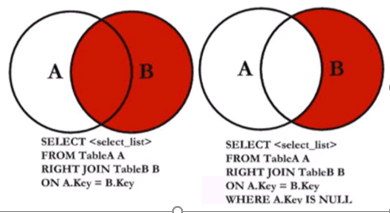 A
B
SELECT <select_list>
FROM TableA A
RIGHT JOIN TableB B
ON A.Key = B.Key
A
B
SELECT <select_list>
FROM TableA A
RIGHT JOIN TableB B
ON A.Key = B.Key
WHERE A.Key IS NULL